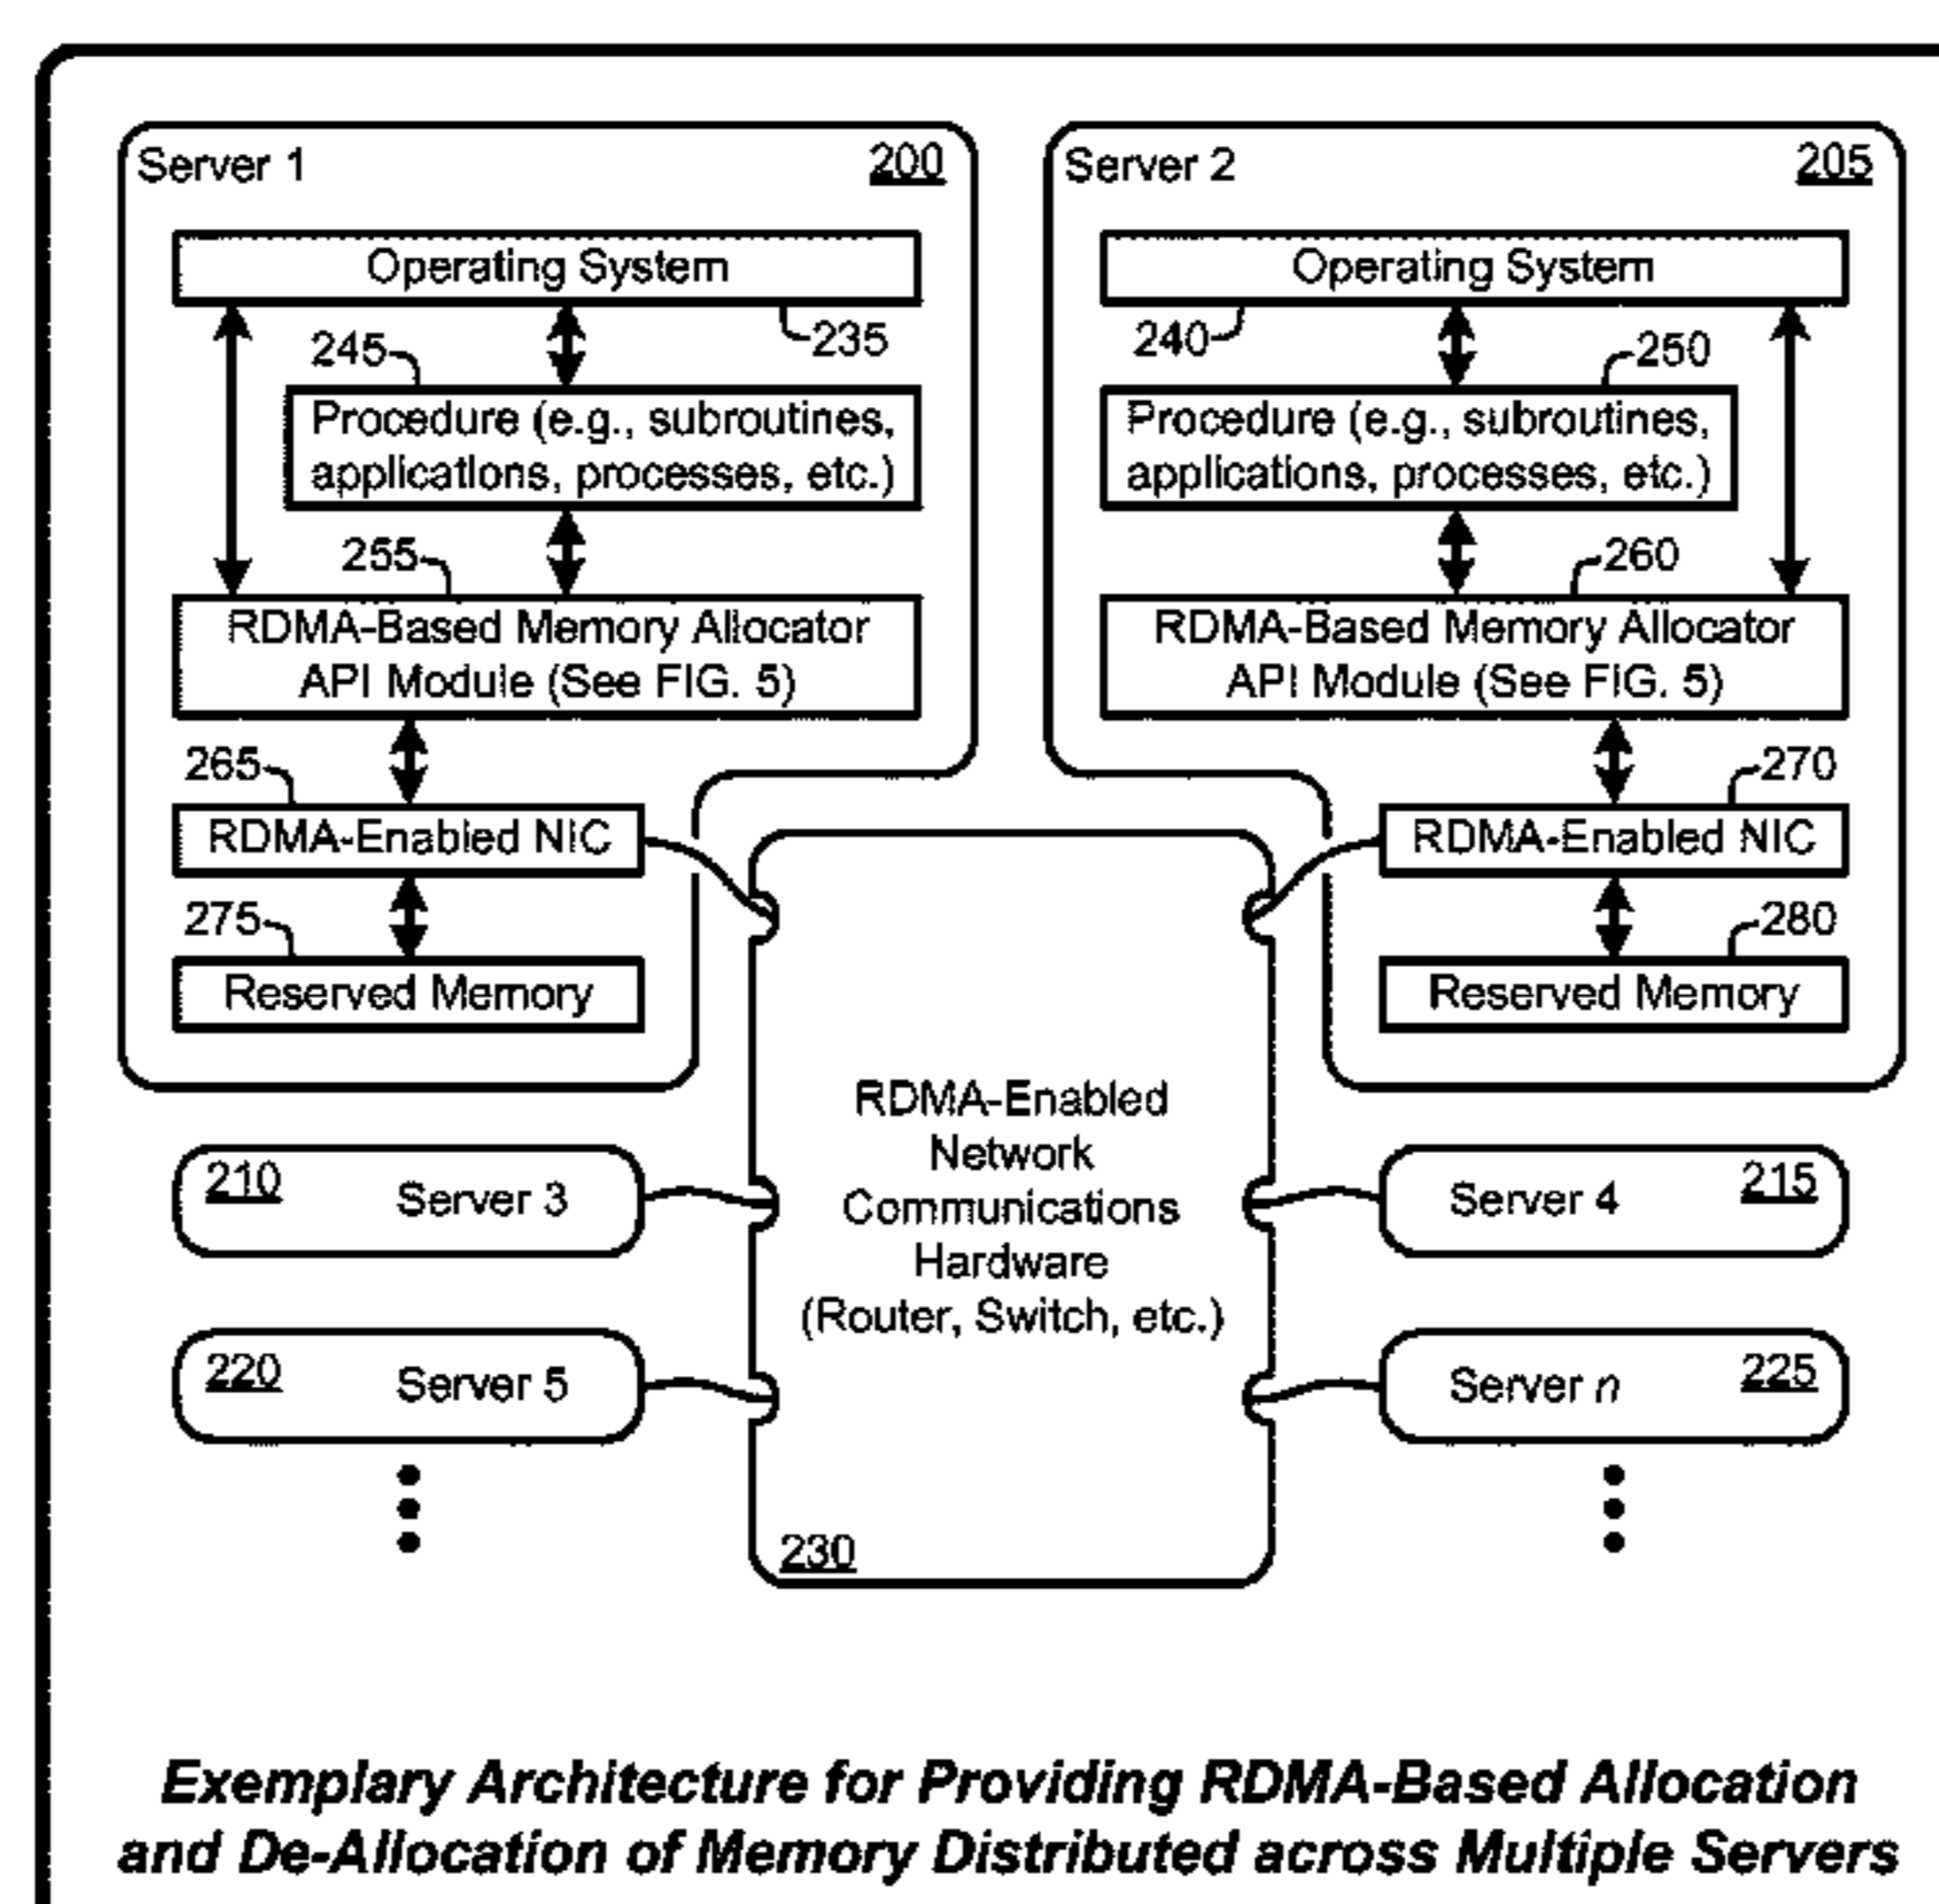 Server 1 200
Operating System
235
245
Procedure (e.g., subroutines,
applications, processes, etc.)
255
RDMA-Based Memory Allocator
API Module (See FIG. 5)
265
RDMA-Enabled NIC
275
Reserved Memory
Server 2 205
Operating System
240
250
Procedure (e.g., subroutines,
applications, processes, etc.)
260
RDMA-Based Memory Allocator
API Module (See FIG. 5)
270
RDMA-Enabled NIC
280
Reserved Memory
RDMA-Enabled
Network
Communications
Hardware
(Router, Switch, etc.)
230
210 Server 3
Server 4 215
220 Server 5
Server n 225
Exemplary Architecture for Providing RDMA-Based Allocation
and De-Allocation of Memory Distributed across Multiple Servers